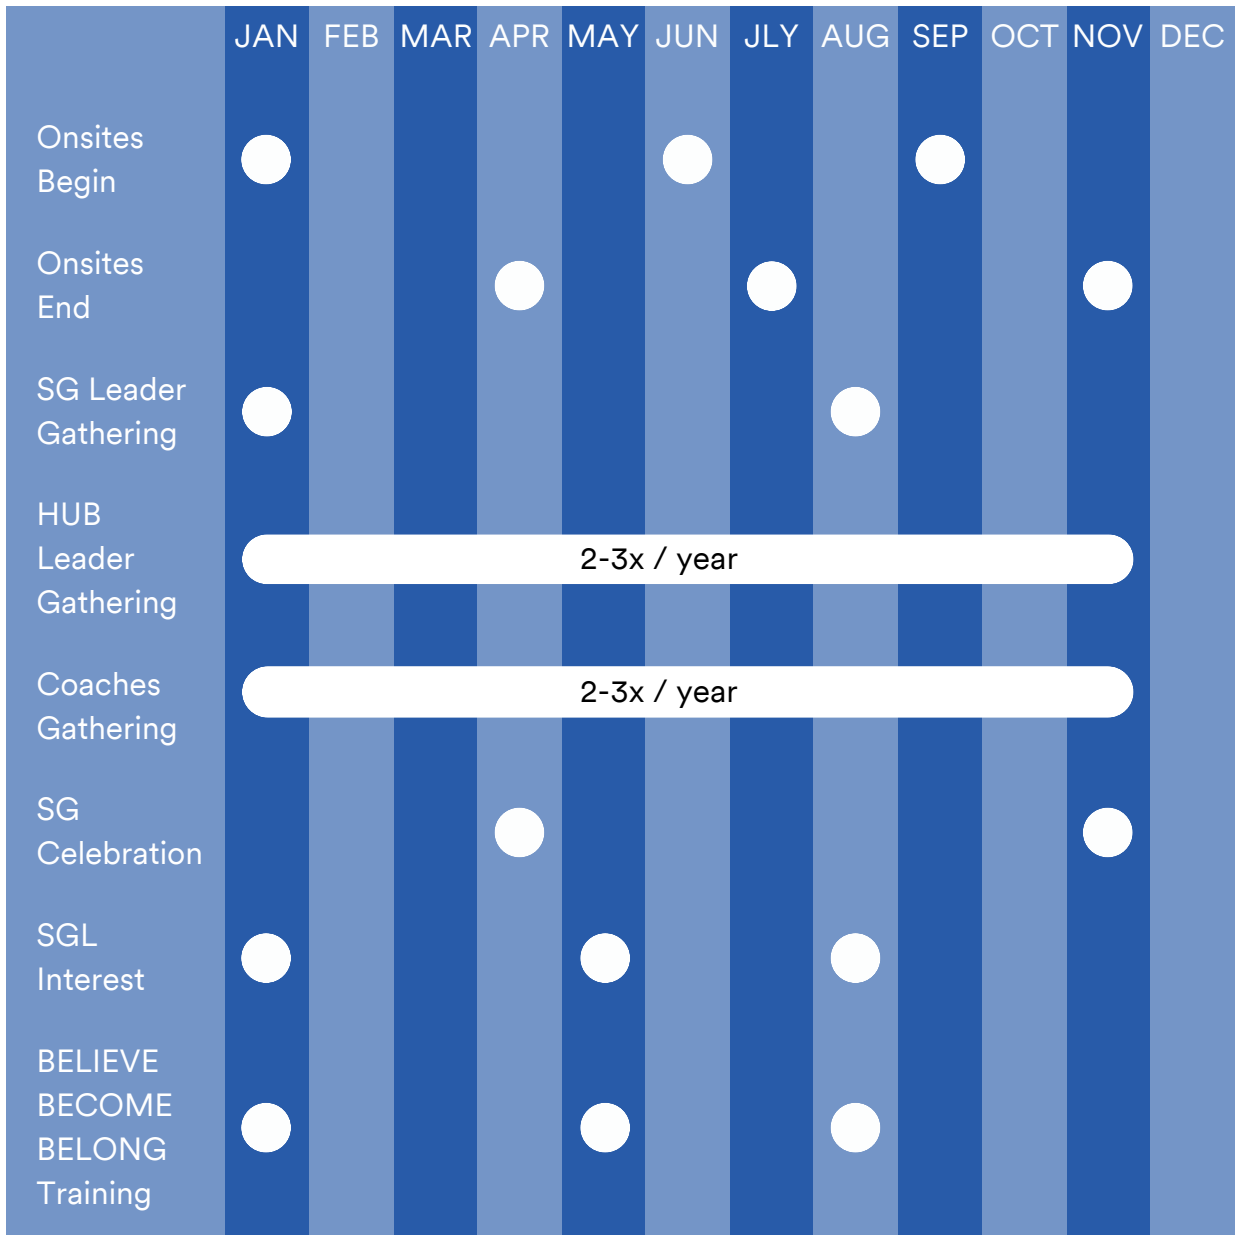 JAN FEB MAR APR MAY JUN JLY AUG SEP OCT NOV DEC
Onsites
Begin
Onsites
End
SG Leader
Gathering
HUB
Leader
Gathering
2-3x / year
Coaches
Gathering
2-3x / year
SG
Celebration
SGL
Interest
BELIEVE
BECOME
BELONG
Training